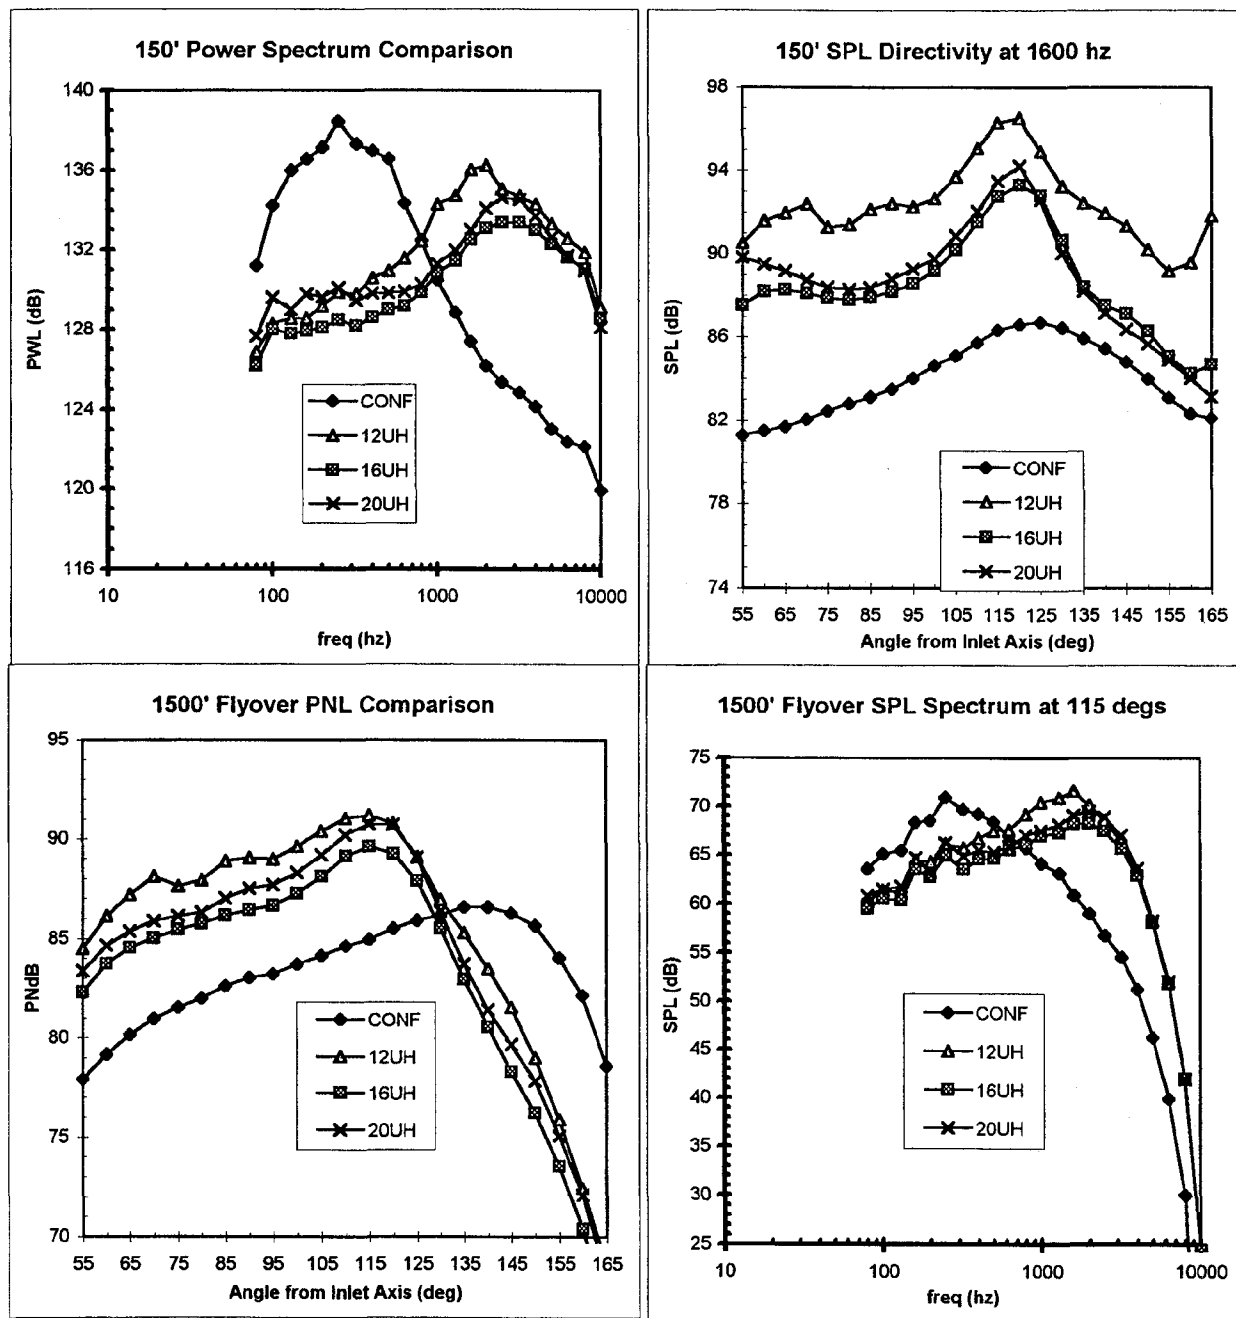 150' Power Spectrum Comparison
140
136
132
128
124
120
116
PWL (dB)
10
100
1000
10000
freq (hz)
CONF
12UH
16UH
20UH
150' SPL Directivity at 1600 hz
98
94
90
86
82
78
74
SPL (dB)
55 65 75 85 95 105 115 125 135 145 155 165
Angle from Inlet Axis (deg)
CONF
12UH
16UH
20UH
1500' Flyover PNL Comparison
95
90
85
80
75
70
PNdB
55 65 75 85 95 105 115 125 135 145 155 165
Angle from Inlet Axis (deg)
CONF
12UH
16UH
20UH
1500' Flyover SPL Spectrum at 115 degs
75
70
65
60
55
50
45
40
35
30
25
SPL (dB)
10
100
1000
10000
freq (hz)
CONF
12UH
16UH
20UH